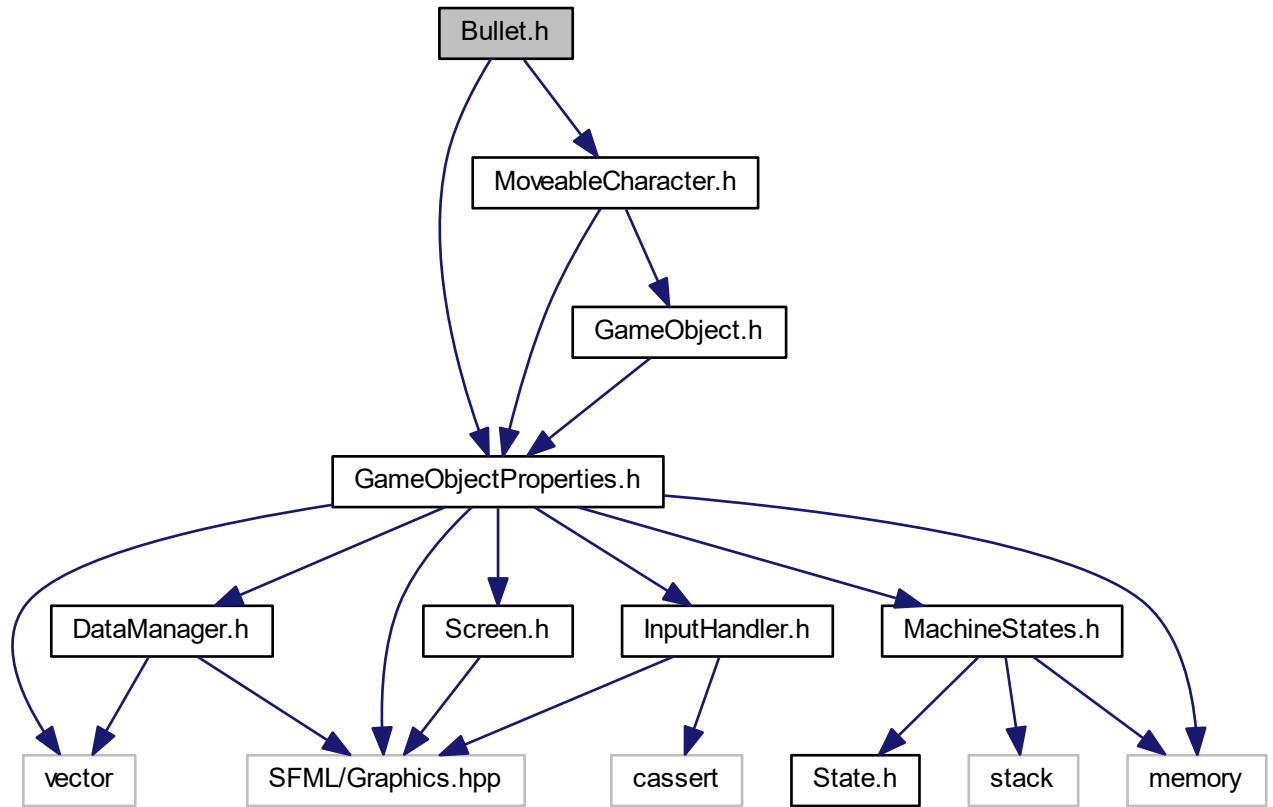 Bullet.h
MoveableCharacter.h
GameObject.h
GameObjectProperties.h
DataManager.h
Screen.h
InputHandler.h
MachineStates.h
vector
SFML/Graphics.hpp
cassert
State.h
stack
memory